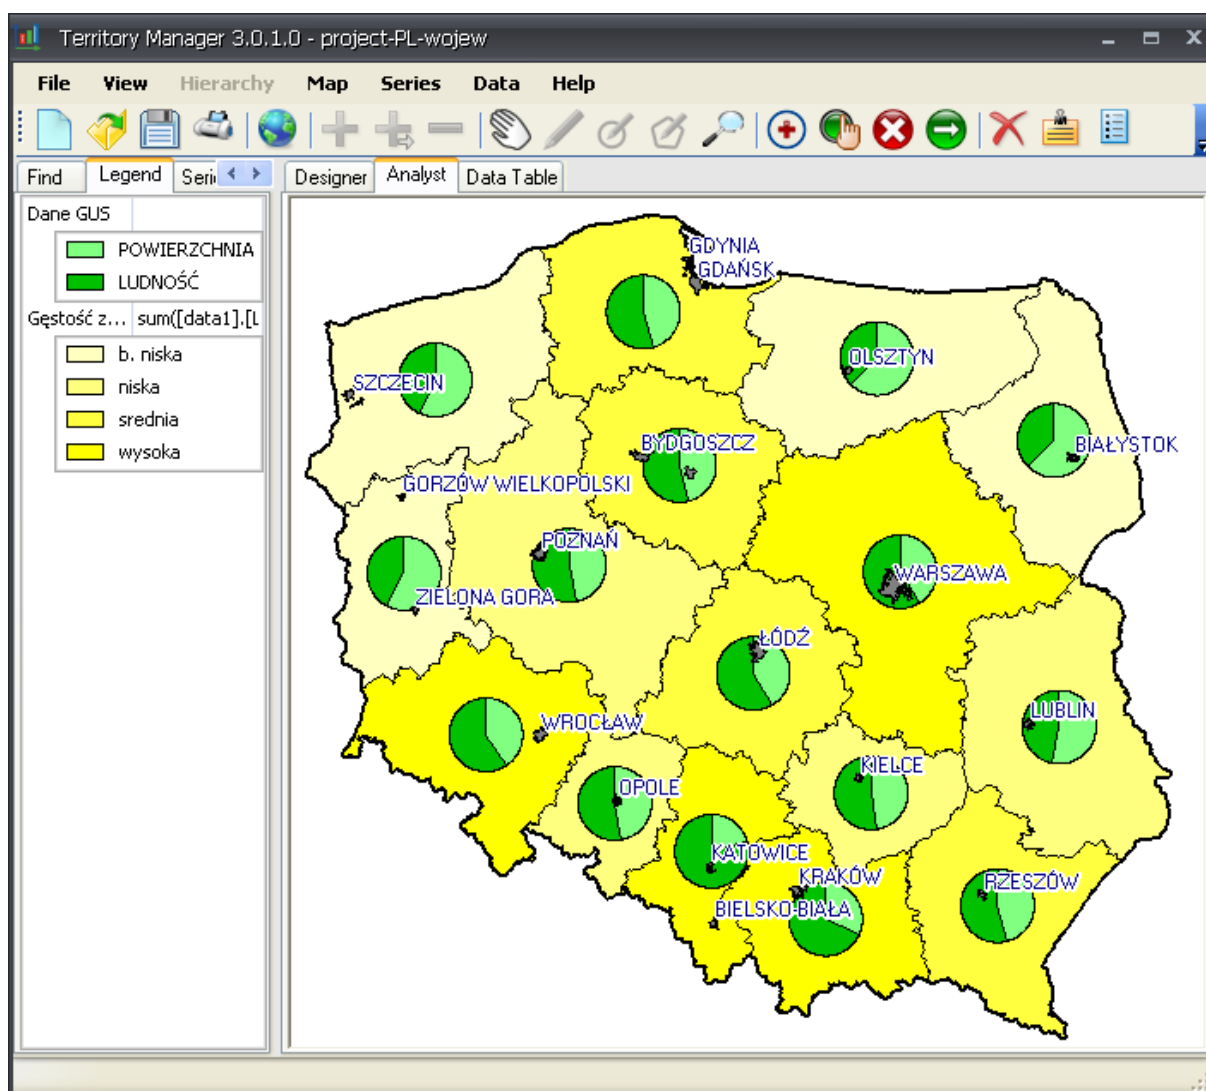 Territory Manager 3.0.1.0 - project-PL-wojew
File View Hierarchy Map Series Data Help
Find Legend Seri Designer Analyst Data Table
Dane GUS
POWIERZCHNIA
LUDNOŚĆ
Gęstość z... sum([data1].[L
b. niska
niska
srednia
wysoka
GDYNIA
GDAŃSK
OLSZTYN
SZCZECIN
BYDGOSZCZ
BIAŁYSTOK
GORZÓW WIELKOPOLSKI
POZNAŃ
WARSZAWA
ZIELONA GORA
ŁÓDŹ
LUBLIN
WROCŁAW
KIELCE
OPOLE
KATOWICE
KRAKÓW
RZESZÓW
BIELSKO-BIAŁA